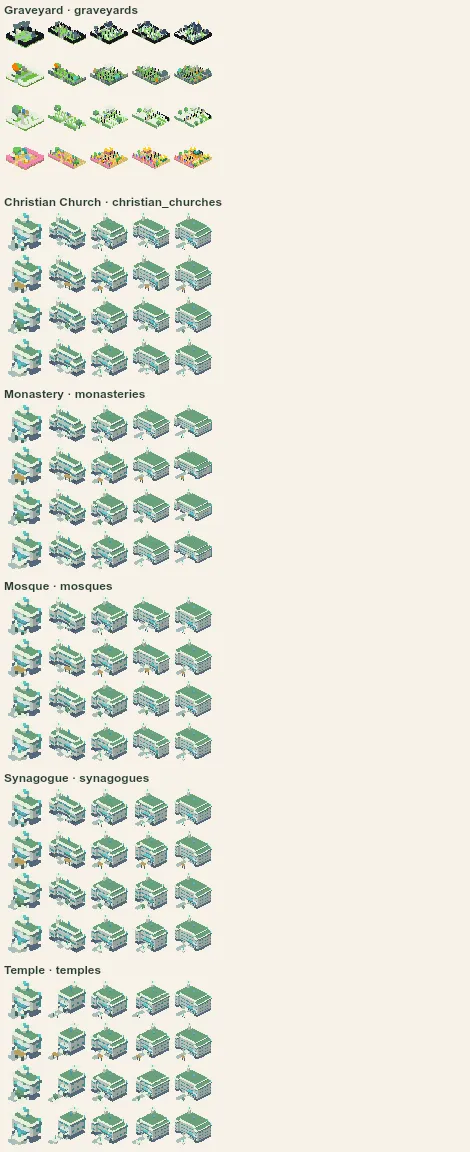 Graveyard · graveyards
Christian Church · christian_churches
Monastery · monasteries
Mosque · mosques
Synagogue · synagogues
Temple · temples